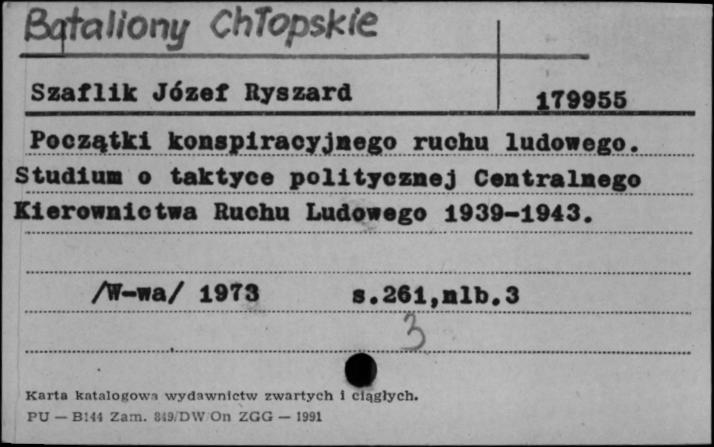 Bataliony Chłopskie
Szaflik Józef Ryszard 179955
Początki konspiracyjnego ruchu ludowego.
Studium o taktyce politycznej Centralnego
Kierownictwa Ruchu Ludowego 1939-1943.
/W-wa/ 1973 s.261,nlb.3
3
Karta katalogowa wydawnictw zwartych i ciągłych.
PU — B144 Zam. 849/DW/On ZGG — 1991